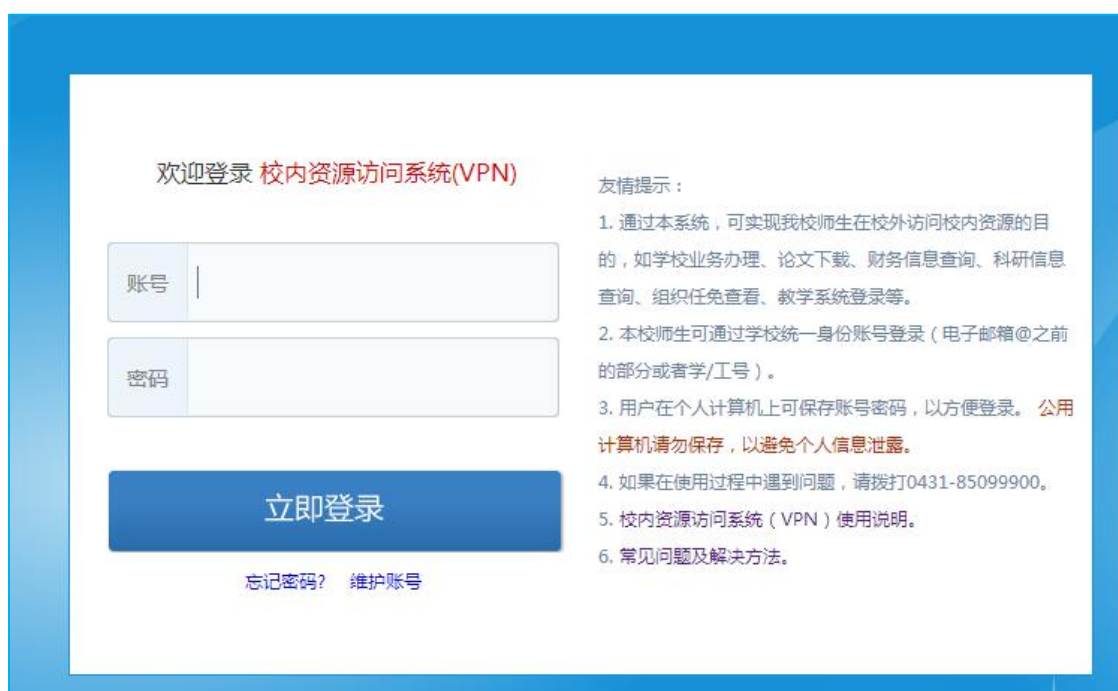 欢迎登录 校内资源访问系统(VPN)
账号
密码
立即登录
忘记密码? 维护账号
友情提示：
1. 通过本系统，可实现我校师生在校外访问校内资源的目
的，如学校业务办理、论文下载、财务信息查询、科研信息
查询、组织任免查看、教学系统登录等。
2. 本校师生可通过学校统一身份账号登录（电子邮箱@之前
的部分或者学/工号）。
3. 用户在个人计算机上可保存账号密码，以方便登录。 公用
计算机请勿保存，以避免个人信息泄露。
4. 如果在使用过程中遇到问题，请拨打0431-85099900。
5. 校内资源访问系统（VPN）使用说明。
6. 常见问题及解决方法。